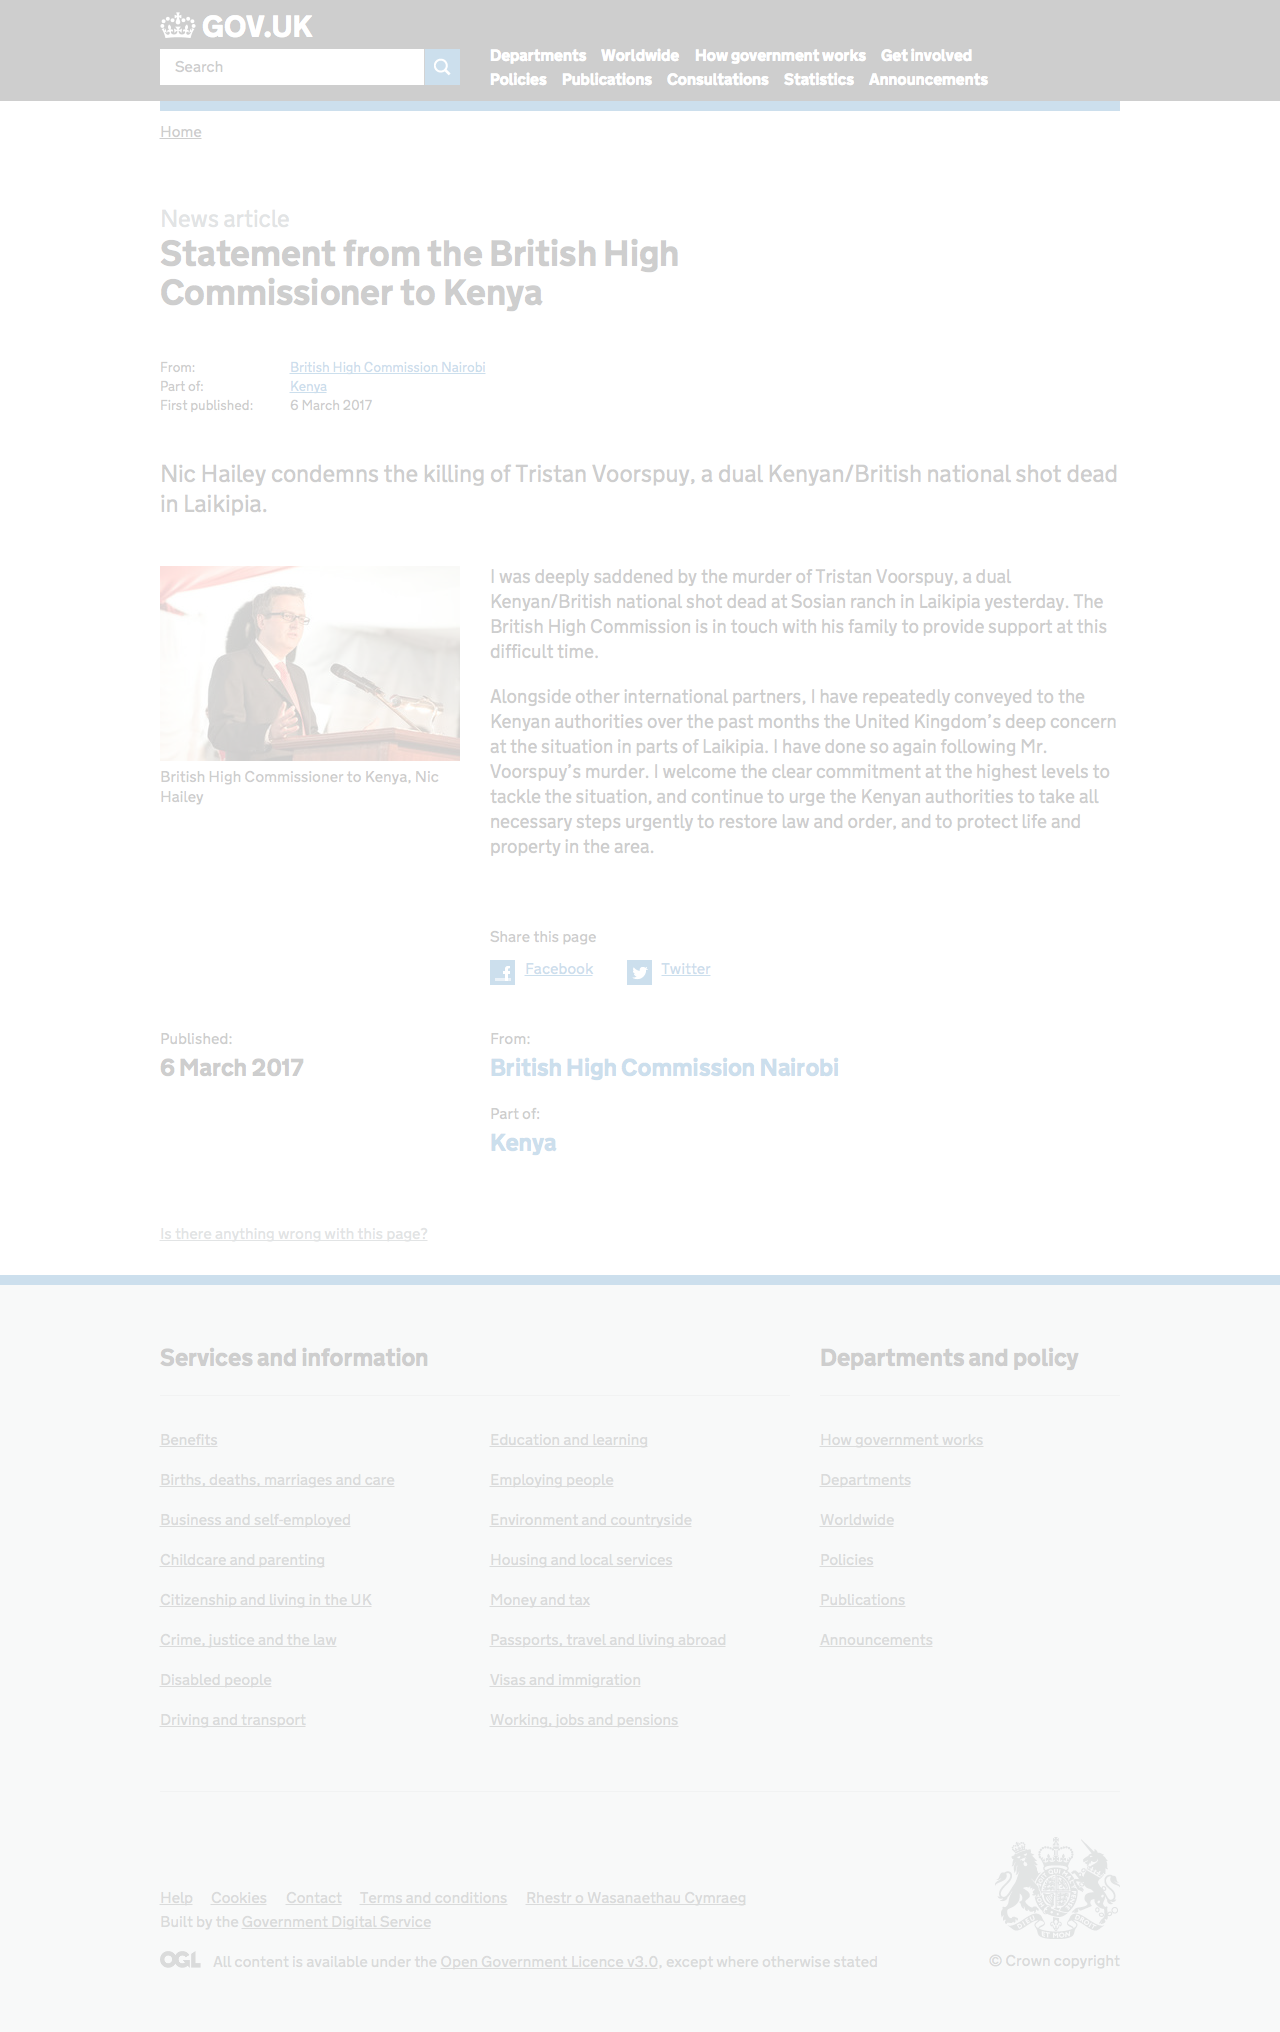 GOV.UK
Search
Departments Worldwide How government works Get involved
Policies Publications Consultations Statistics Announcements
Home
News article
Statement from the British High
Commissioner to Kenya
From: British High Commission Nairobi
Part of: Kenya
First published: 6 March 2017
Nic Hailey condemns the killing of Tristan Voorspuy, a dual Kenyan/British national shot dead
in Laikipia.
I was deeply saddened by the murder of Tristan Voorspuy, a dual
Kenyan/British national shot dead at Sosian ranch in Laikipia yesterday. The
British High Commission is in touch with his family to provide support at this
difficult time.
Alongside other international partners, I have repeatedly conveyed to the
Kenyan authorities over the past months the United Kingdom's deep concern
at the situation in parts of Laikipia. I have done so again following Mr.
Voorspuy's murder. I welcome the clear commitment at the highest levels to
tackle the situation, and continue to urge the Kenyan authorities to take all
necessary steps urgently to restore law and order, and to protect life and
property in the area.
British High Commissioner to Kenya, Nic
Hailey
Share this page
Facebook Twitter
Published:
6 March 2017
From:
British High Commission Nairobi
Part of:
Kenya
Is there anything wrong with this page?
Services and information
Benefits
Births, deaths, marriages and care
Business and self-employed
Childcare and parenting
Citizenship and living in the UK
Crime, justice and the law
Disabled people
Driving and transport
Education and learning
Employing people
Environment and countryside
Housing and local services
Money and tax
Passports, travel and living abroad
Visas and immigration
Working, jobs and pensions
Departments and policy
How government works
Departments
Worldwide
Policies
Publications
Announcements
Help Cookies Contact Terms and conditions Rhestr o Wasanaethau Cymraeg
Built by the Government Digital Service
OGL All content is available under the Open Government Licence v3.0, except where otherwise stated
© Crown copyright